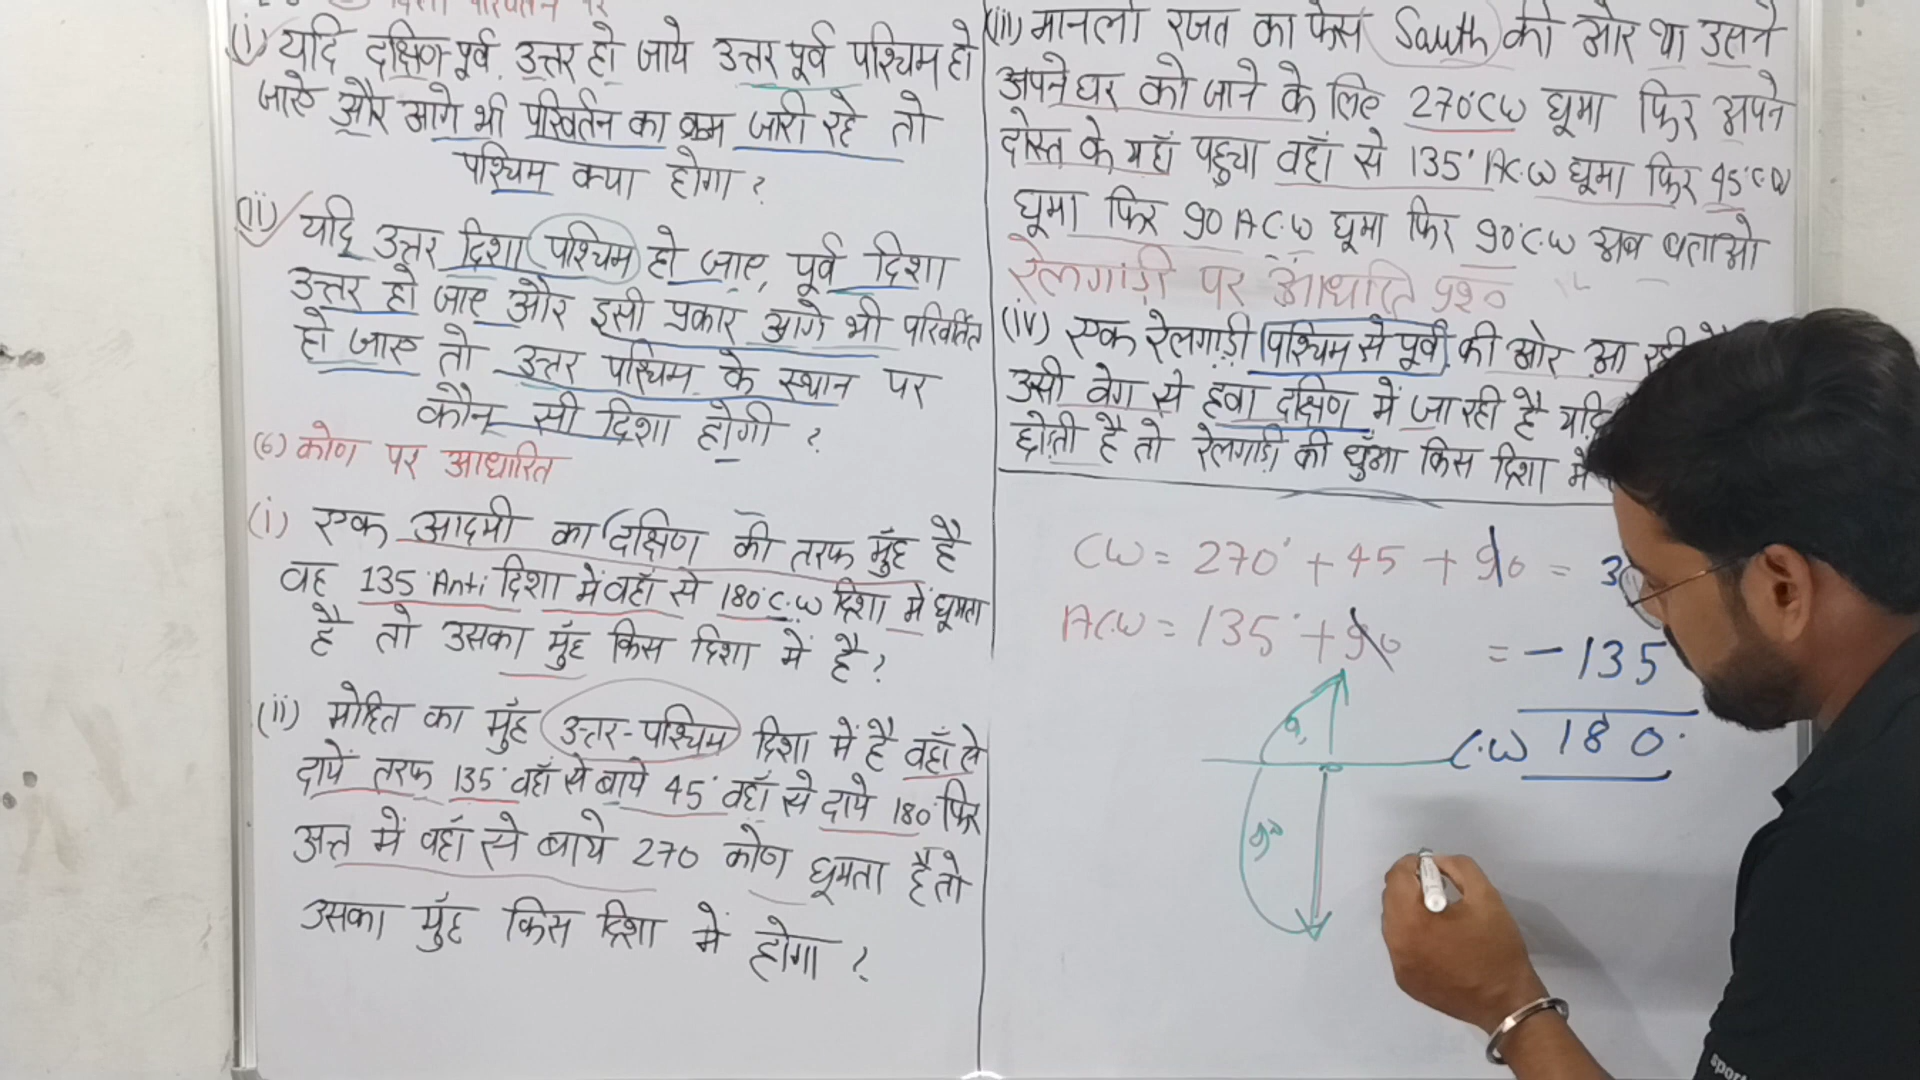 (i) यदि दक्षिण पूर्व, उत्तर हो जाये उत्तर पूर्व पश्चिम हो
जाऐ और आगे भी परिवर्तन का क्रम जारी रहे तो
पश्चिम क्या होगा ?
(ii) यदि उत्तर दिशा पश्चिम हो जाए, पूर्व दिशा
उत्तर हो जाए और इसी प्रकार आगे भी परिवर्तित
हो जाऐ तो उत्तर पश्चिम के स्थान पर
कौन सी दिशा होगी ?
(6) कोण पर आधारित
(i) एक आदमी का दक्षिण की तरफ मुँह है
वह 135° Anti दिशा में वहाँ से 180° C.W दिशा में घूमता
है तो उसका मुँह किस दिशा में है ?
(ii) मोहित का मुँह उत्तर-पश्चिम दिशा में है वहाँ से
दायें तरफ 135° वहाँ से बाये 45° वहाँ से दाये 180° फिर
अन्त में वहाँ से बाये 270 कोण घूमता है तो
उसका मुँह किस दिशा में होगा ?
(iii) मानलो रजत का फेस South की ओर था उसने
अपने घर को जाने के लिए 270° CW घूमा फिर अपने
दोस्त के यहाँ पहुचा वहाँ से 135° A.C.W घूमा फिर 45° C.W
घूमा फिर 90 A.C.W घूमा फिर 90° C.W अब बताओ
रेलगाड़ी पर आधारित प्रश्न
(iv) एक रेलगाड़ी पश्चिम से पूर्व की ओर आ रही
उसी वेग से हवा दक्षिण में जा रही है यदि
छोड़ती है तो रेलगाड़ी की धुँआ किस दिशा में
CW = 270° + 45 + 90 = 3
ACW = 135° + 90 = -135
C.W 180°
90
90
spor